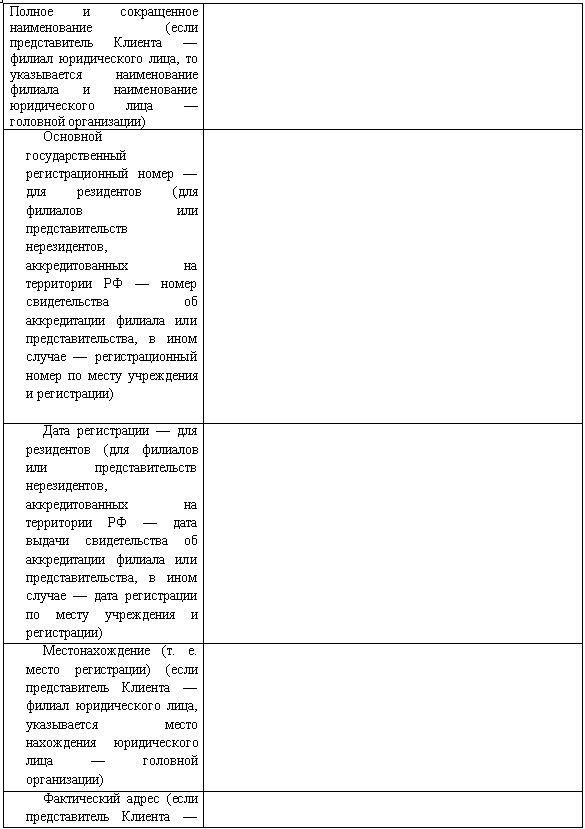 Полное и сокращенное
наименование (если
представитель Клиента —
филиал юридического лица, то
указывается наименование
филиала и наименование
юридического лица —
головной организации)
Основной
государственный
регистрационный номер —
для резидентов (для
филиалов или
представительств
нерезидентов,
аккредитованных на
территории РФ — номер
свидетельства об
аккредитации филиала или
представительства, в ином
случае — регистрационный
номер по месту учреждения
и регистрации)
Дата регистрации — для
резидентов (для филиалов
или представительств
нерезидентов,
аккредитованных на
территории РФ — дата
выдачи свидетельства об
аккредитации филиала или
представительства, в ином
случае — дата регистрации
по месту учреждения и
регистрации)
Местонахождение (т. е.
место регистрации) (если
представитель Клиента —
филиал юридического лица,
указывается место
нахождения юридического
лица — головной
организации)
Фактический адрес (если
представитель Клиента —